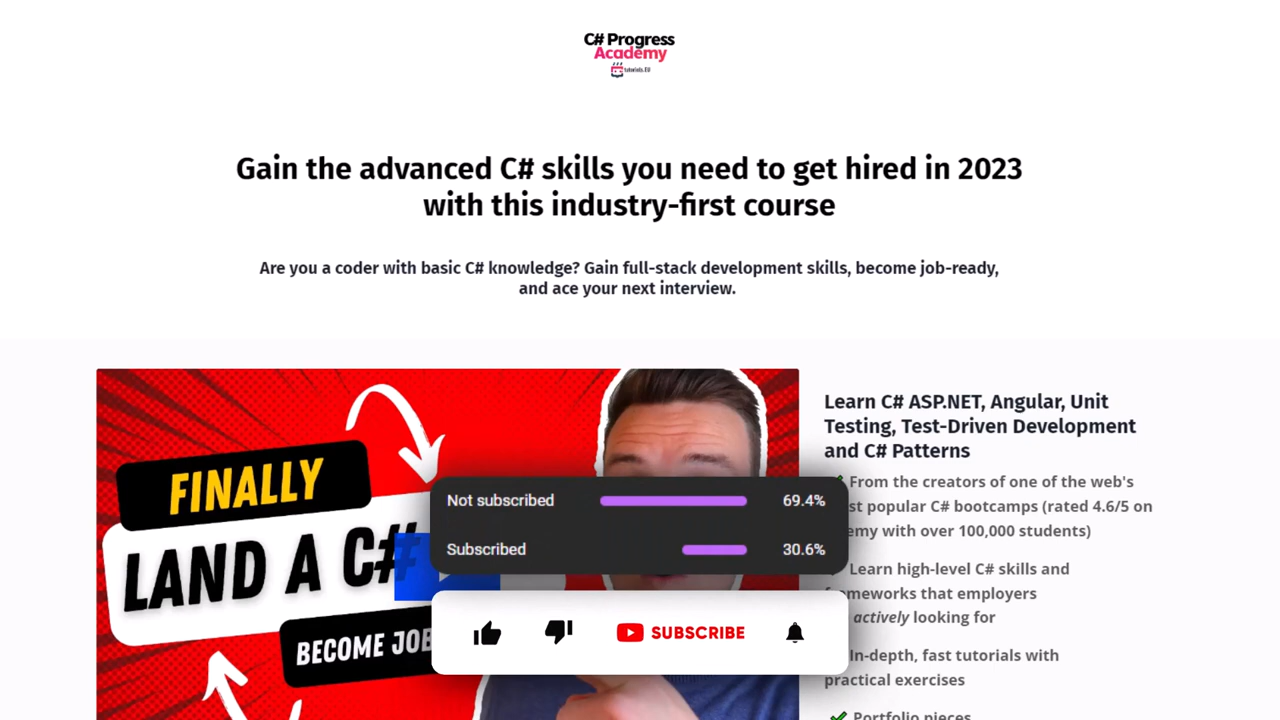 C# Progress
Academy
tutorials.EU
Gain the advanced C# skills you need to get hired in 2023
with this industry-first course
Are you a coder with basic C# knowledge? Gain full-stack development skills, become job-ready,
and ace your next interview.
FINALLY
LAND A C#
BECOME JOB
Learn C# ASP.NET, Angular, Unit
Testing, Test-Driven Development
and C# Patterns
From the creators of one of the web's
popular C# bootcamps (rated 4.6/5 on
with over 100,000 students)
Learn high-level C# skills and
that employers
actively looking for
In-depth, fast tutorials with
practical exercises
Portfolio pieces
Not subscribed 69.4%
Subscribed 30.6%
SUBSCRIBE